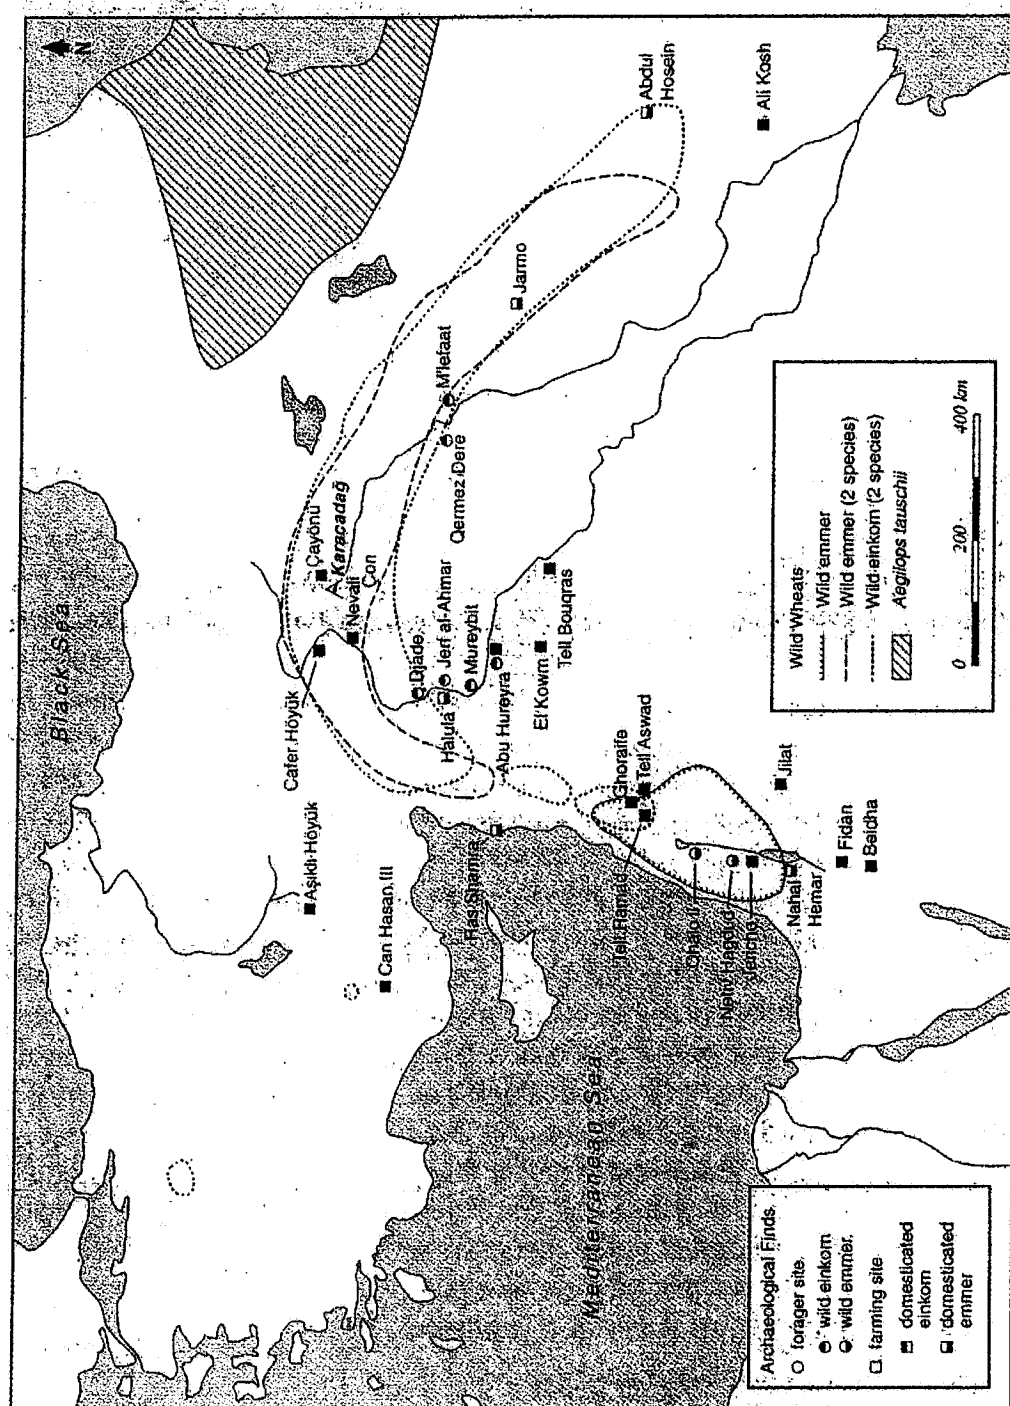 N
Black Sea
Mediterranean Sea
Abdul
Hosein
Ali Kosh
Jarmo
M'lefaat
Qermez Dere
Çayönü
Karacadağ
Nevali
Con
Cafer Höyük
Aşıklı Höyük
Can Hasan III
Djade
Jerf al-Ahmar
Halula
Mureybit
Abu Hureyra
El Kowm
Tell Bouqras
Ras Shamra
Ghoraife
Tell Aswad
Tell Ramad
Ohalo II
Netiv Hagdud
Jericho
Nahal
Hemar
Jilat
Fidan
Beidha
Wild Wheats
Wild emmer
Wild emmer (2 species)
Wild einkorn (2 species)
Aegilops tauschii
0 200 400 km
Archaeological Finds
forager site
wild einkorn
wild emmer
farming site
domesticated
einkorn
domesticated
emmer